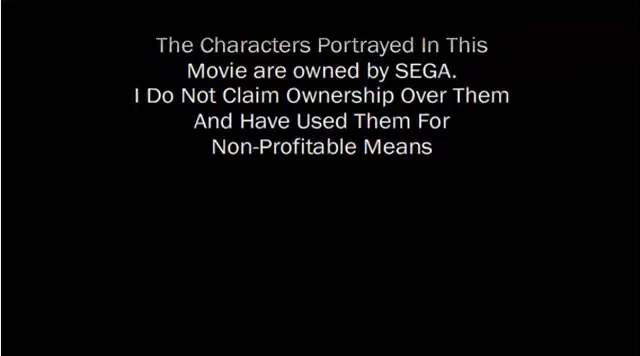 The Characters Portrayed In This
Movie are owned by SEGA.
I Do Not Claim Ownership Over Them
And Have Used Them For
Non-Profitable Means